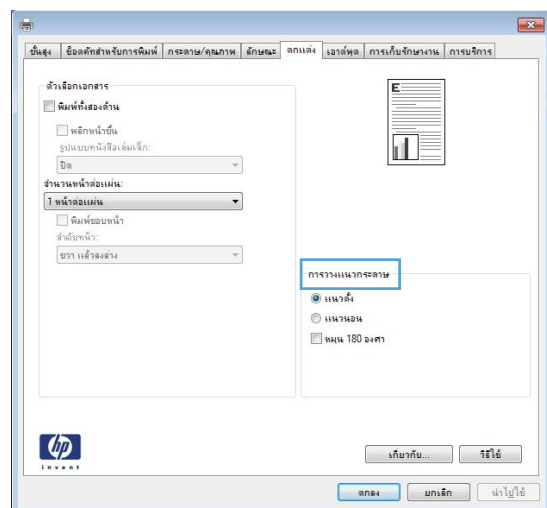 ขั้นสูง ช็อตคัทสำหรับการพิมพ์ กระดาษ/คุณภาพ ลักษณะ ตกแต่ง เอาต์พุต การเก็บรักษางาน การบริการ
ตัวเลือกเอกสาร
พิมพ์ทั้งสองด้าน
พลิกหน้าขึ้น
รูปแบบหนังสือเล่มเล็ก:
ปิด
จำนวนหน้าต่อแผ่น:
1 หน้าต่อแผ่น
พิมพ์ขอบหน้า
ลำดับหน้า:
ขวา แล้วลงล่าง
E
การวางแนวกระดาษ
แนวตั้ง
แนวนอน
หมุน 180 องศา
hp
invent
เกี่ยวกับ... วิธีใช้
ตกลง ยกเลิก นำไปใช้